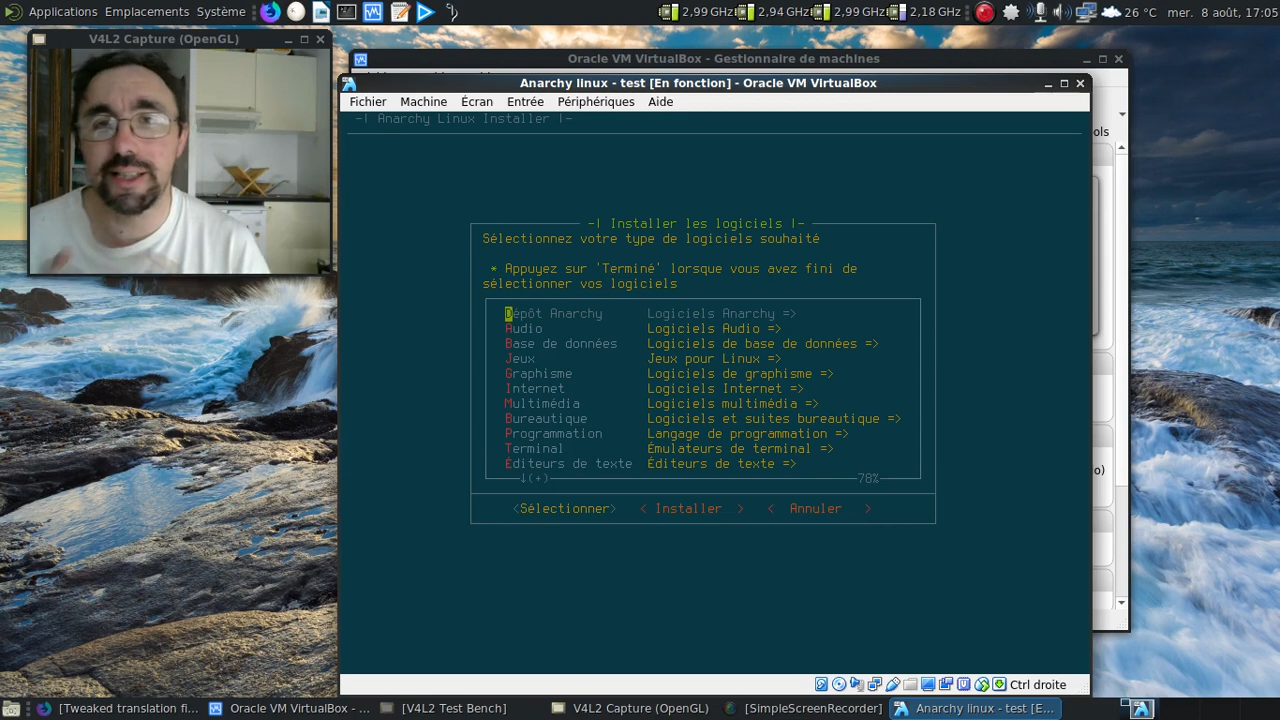 Applications Emplacements Système
2,99 GHz 2,94 GHz 2,99 GHz 2,18 GHz 26 °C mer. 8 août, 17:05
V4L2 Capture (OpenGL)
Oracle VM VirtualBox - Gestionnaire de machines
Anarchy linux - test [En fonction] - Oracle VM VirtualBox
Fichier Machine Écran Entrée Périphériques Aide
-| Anarchy Linux Installer |-
ols
-| Installer les logiciels |-
Sélectionnez votre type de logiciels souhaité
* Appuyez sur 'Terminé' lorsque vous avez fini de
sélectionner vos logiciels
Dépôt Anarchy Logiciels Anarchy =>
Audio Logiciels Audio =>
Base de données Logiciels de base de données =>
Jeux Jeux pour Linux =>
Graphisme Logiciels de graphisme =>
Internet Logiciels Internet =>
Multimédia Logiciels multimédia =>
Bureautique Logiciels et suites bureautique =>
Programmation Langage de programmation =>
Terminal Émulateurs de terminal =>
Éditeurs de texte Éditeurs de texte =>
o)
↓(+) 78%
<Sélectionner> < Installer > < Annuler >
Ctrl droite
[Tweaked translation fi... Oracle VM VirtualBox - ... [V4L2 Test Bench] V4L2 Capture (OpenGL) [SimpleScreenRecorder] Anarchy linux - test [E...